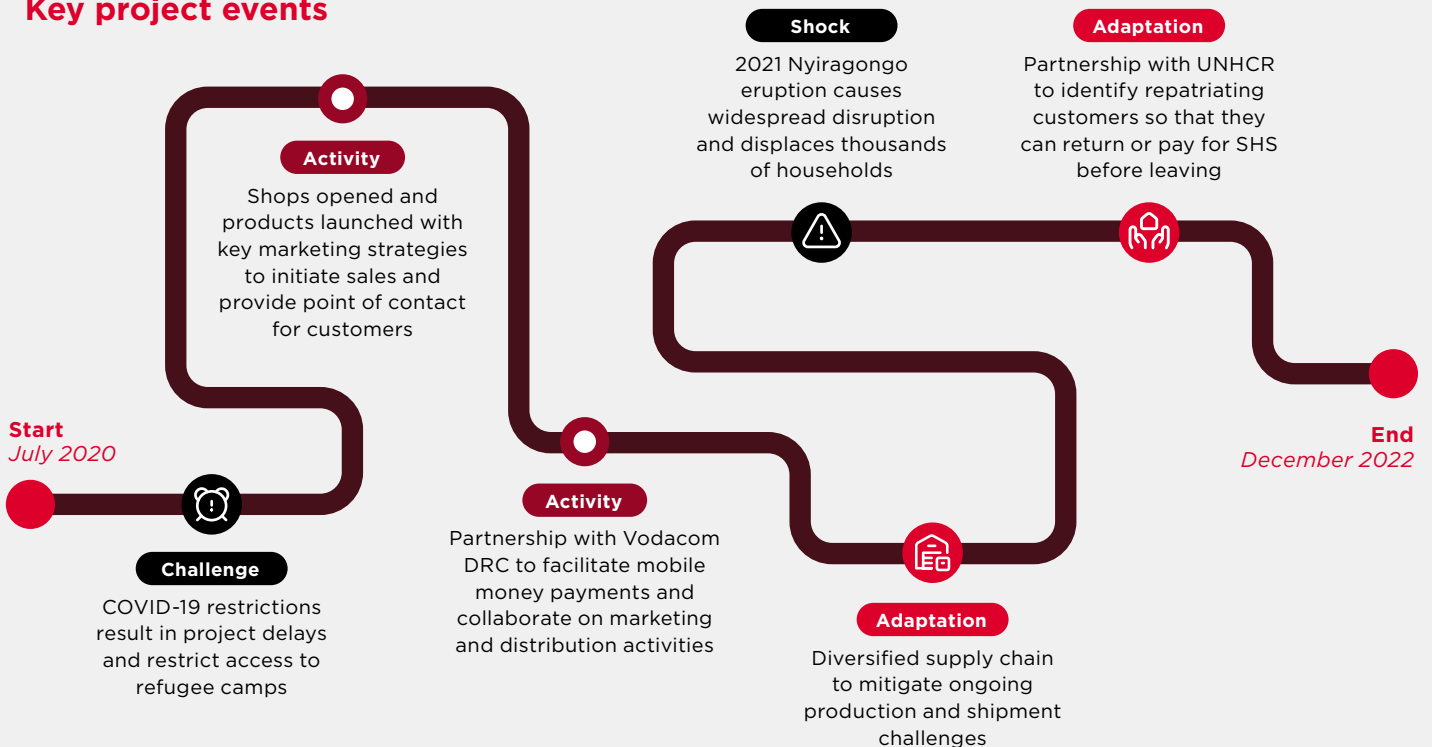 Key project events
Start
July 2020
Challenge
COVID-19 restrictions
result in project delays
and restrict access to
refugee camps
Activity
Shops opened and
products launched with
key marketing strategies
to initiate sales and
provide point of contact
for customers
Activity
Partnership with Vodacom
DRC to facilitate mobile
money payments and
collaborate on marketing
and distribution activities
Adaptation
Diversified supply chain
to mitigate ongoing
production and shipment
challenges
Shock
2021 Nyiragongo
eruption causes
widespread disruption
and displaces thousands
of households
Adaptation
Partnership with UNHCR
to identify repatriating
customers so that they
can return or pay for SHS
before leaving
End
December 2022